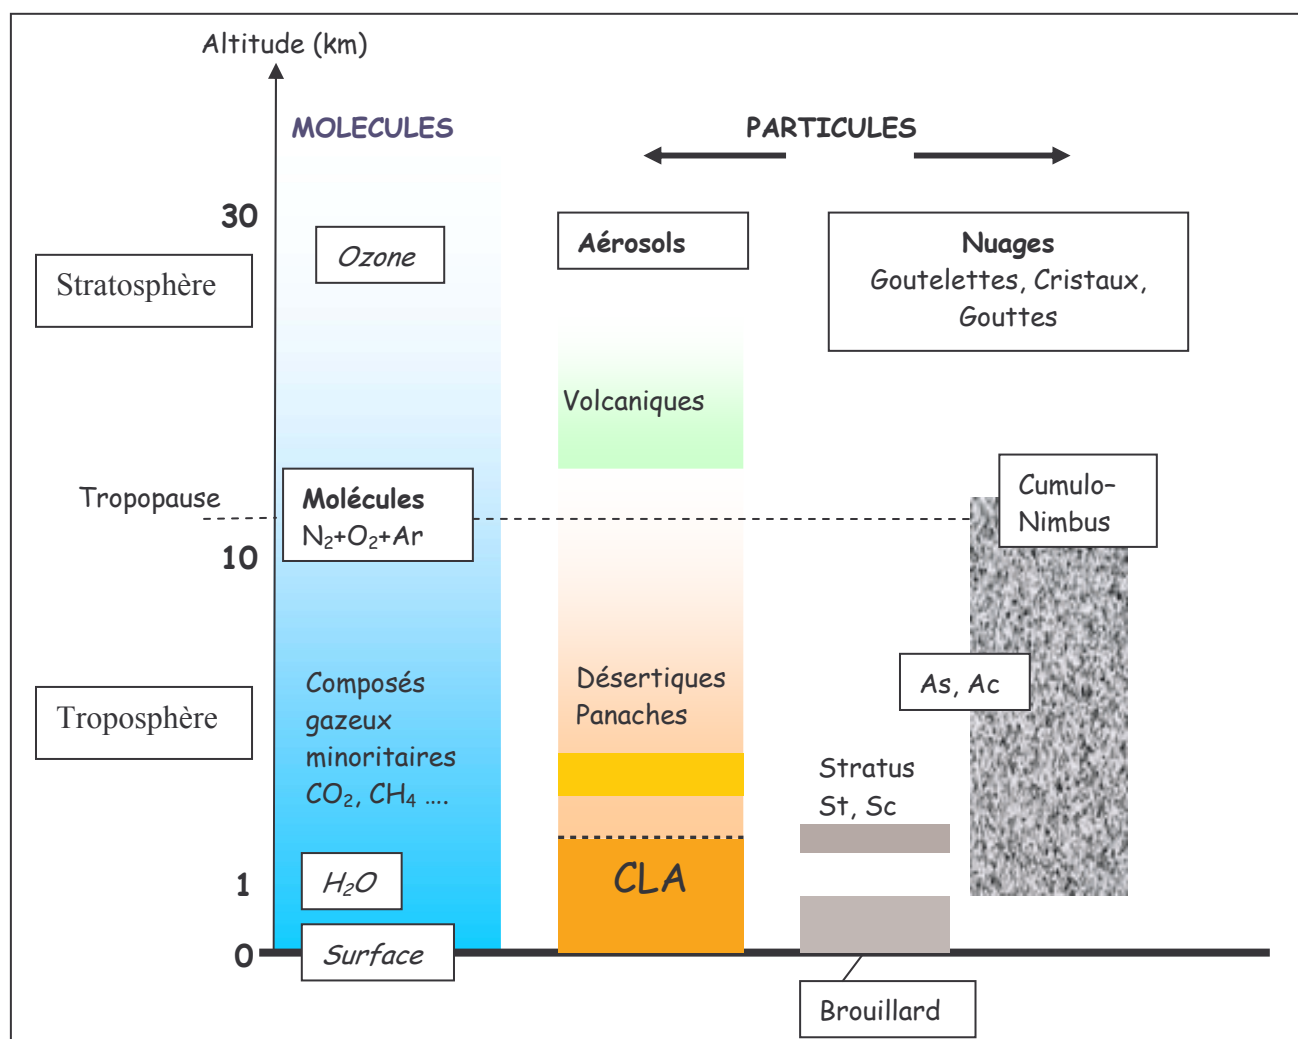 Altitude (km)
MOLECULES
PARTICULES
30
Ozone
Aérosols
Nuages
Goutelettes, Cristaux,
Gouttes
Stratosphère
Volcaniques
Tropopause
Molécules
N₂+O₂+Ar
Cumulo-
Nimbus
10
Composés
gazeux
minoritaires
CO₂, CH₄ ....
Désertiques
Panaches
As, Ac
Troposphère
Stratus
St, Sc
1
H₂O
CLA
0
Surface
Brouillard